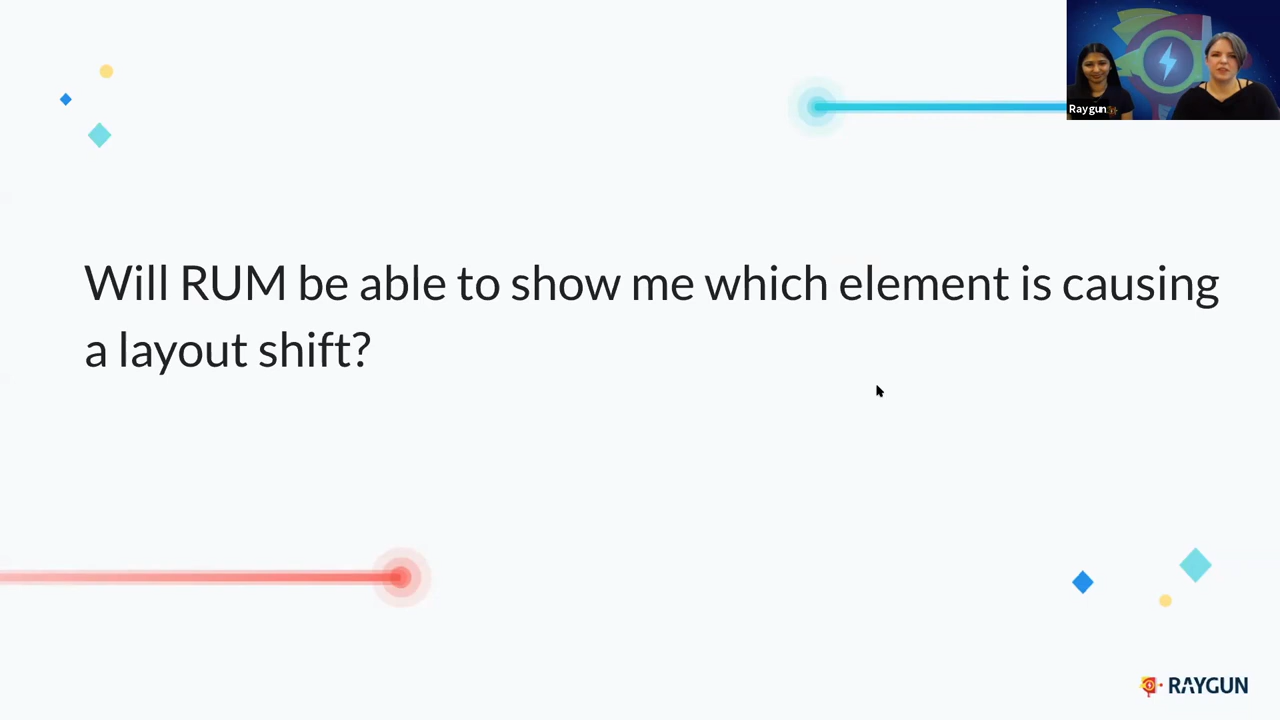 Raygun
Will RUM be able to show me which element is causing
a layout shift?
RAYGUN